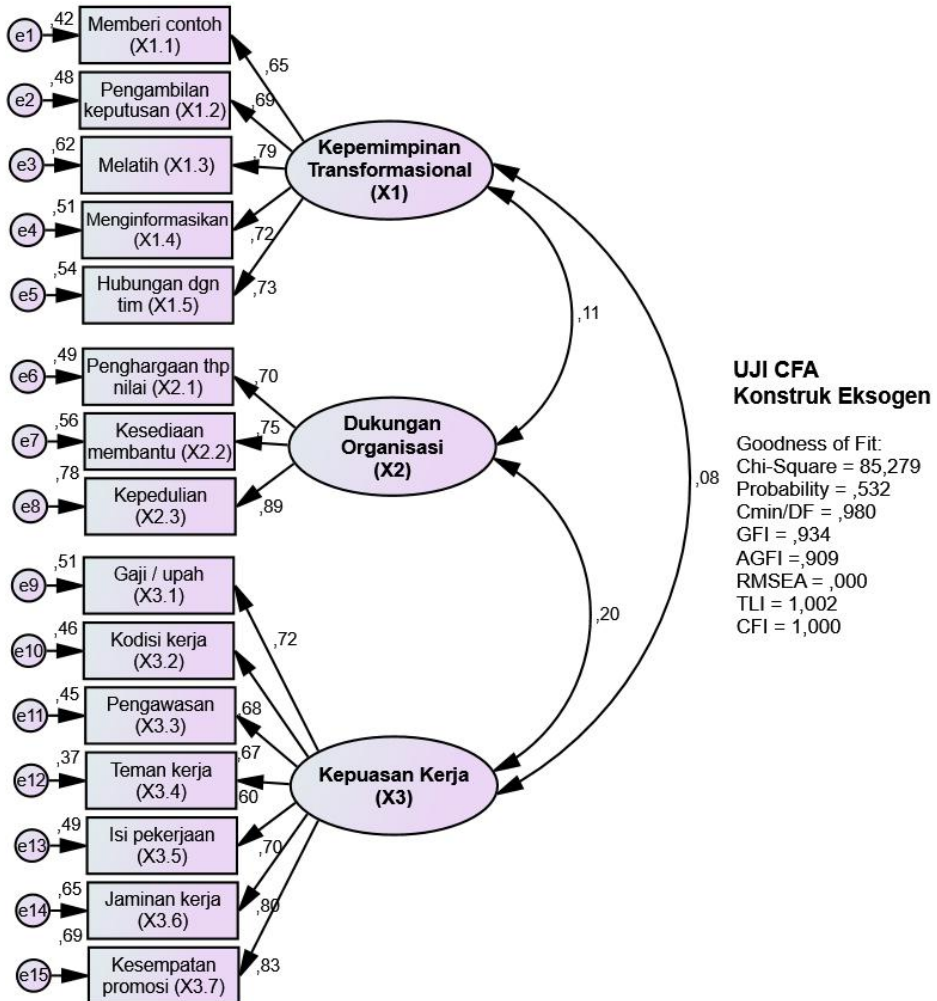 e1
,42
Memberi contoh
(X1.1)
,65
e2
,48
Pengambilan
keputusan (X1.2)
,69
e3
,62
Melatih (X1.3)
,79
e4
,51
Menginformasikan
(X1.4)
,72
e5
,54
Hubungan dgn
tim (X1.5)
,73
Kepemimpinan
Transformasional
(X1)
,11
e6
,49
Penghargaan thp
nilai (X2.1)
,70
e7
,56
Kesediaan
membantu (X2.2)
,75
e8
,78
Kepedulian
(X2.3)
,89
Dukungan
Organisasi
(X2)
,08
,20
e9
,51
Gaji / upah
(X3.1)
,72
e10
,46
Kodisi kerja
(X3.2)
,68
e11
,45
Pengawasan
(X3.3)
,67
e12
,37
Teman kerja
(X3.4)
60
e13
,49
Isi pekerjaan
(X3.5)
,70
e14
,65
Jaminan kerja
(X3.6)
,80
e15
,69
Kesempatan
promosi (X3.7)
,83
Kepuasan Kerja
(X3)
UJI CFA
Konstruk Eksogen
Goodness of Fit:
Chi-Square = 85,279
Probability = ,532
Cmin/DF = ,980
GFI = ,934
AGFI =,909
RMSEA = ,000
TLI = 1,002
CFI = 1,000